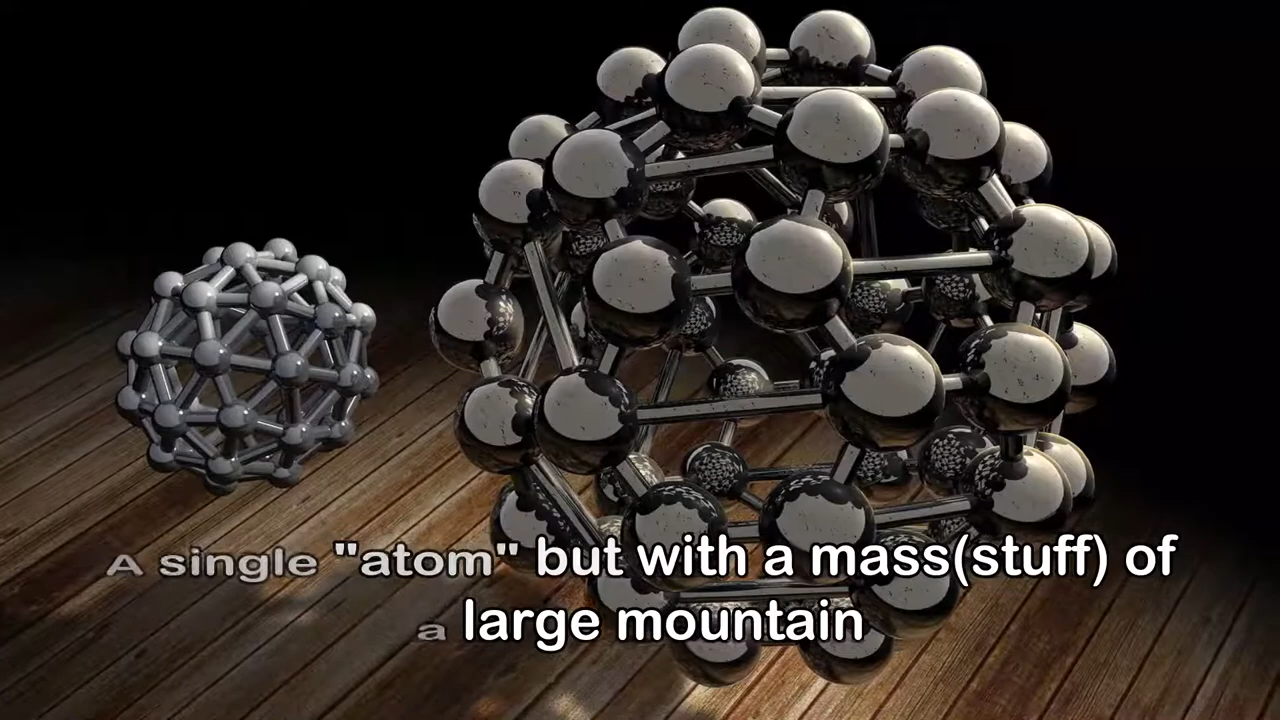 A single "atom" but with a mass(stuff) of
a large mountain